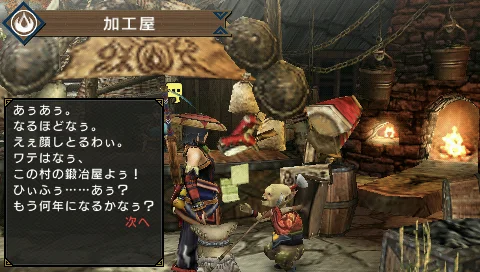 加工屋
あぅあぅ。
なるほどなぅ。
えぇ顔しとるわぃ。
ワテはなぅ、
この村の鍛冶屋よぅ！
ひぃふぅ……あぅ？
もう何年になるかなぅ？
次へ